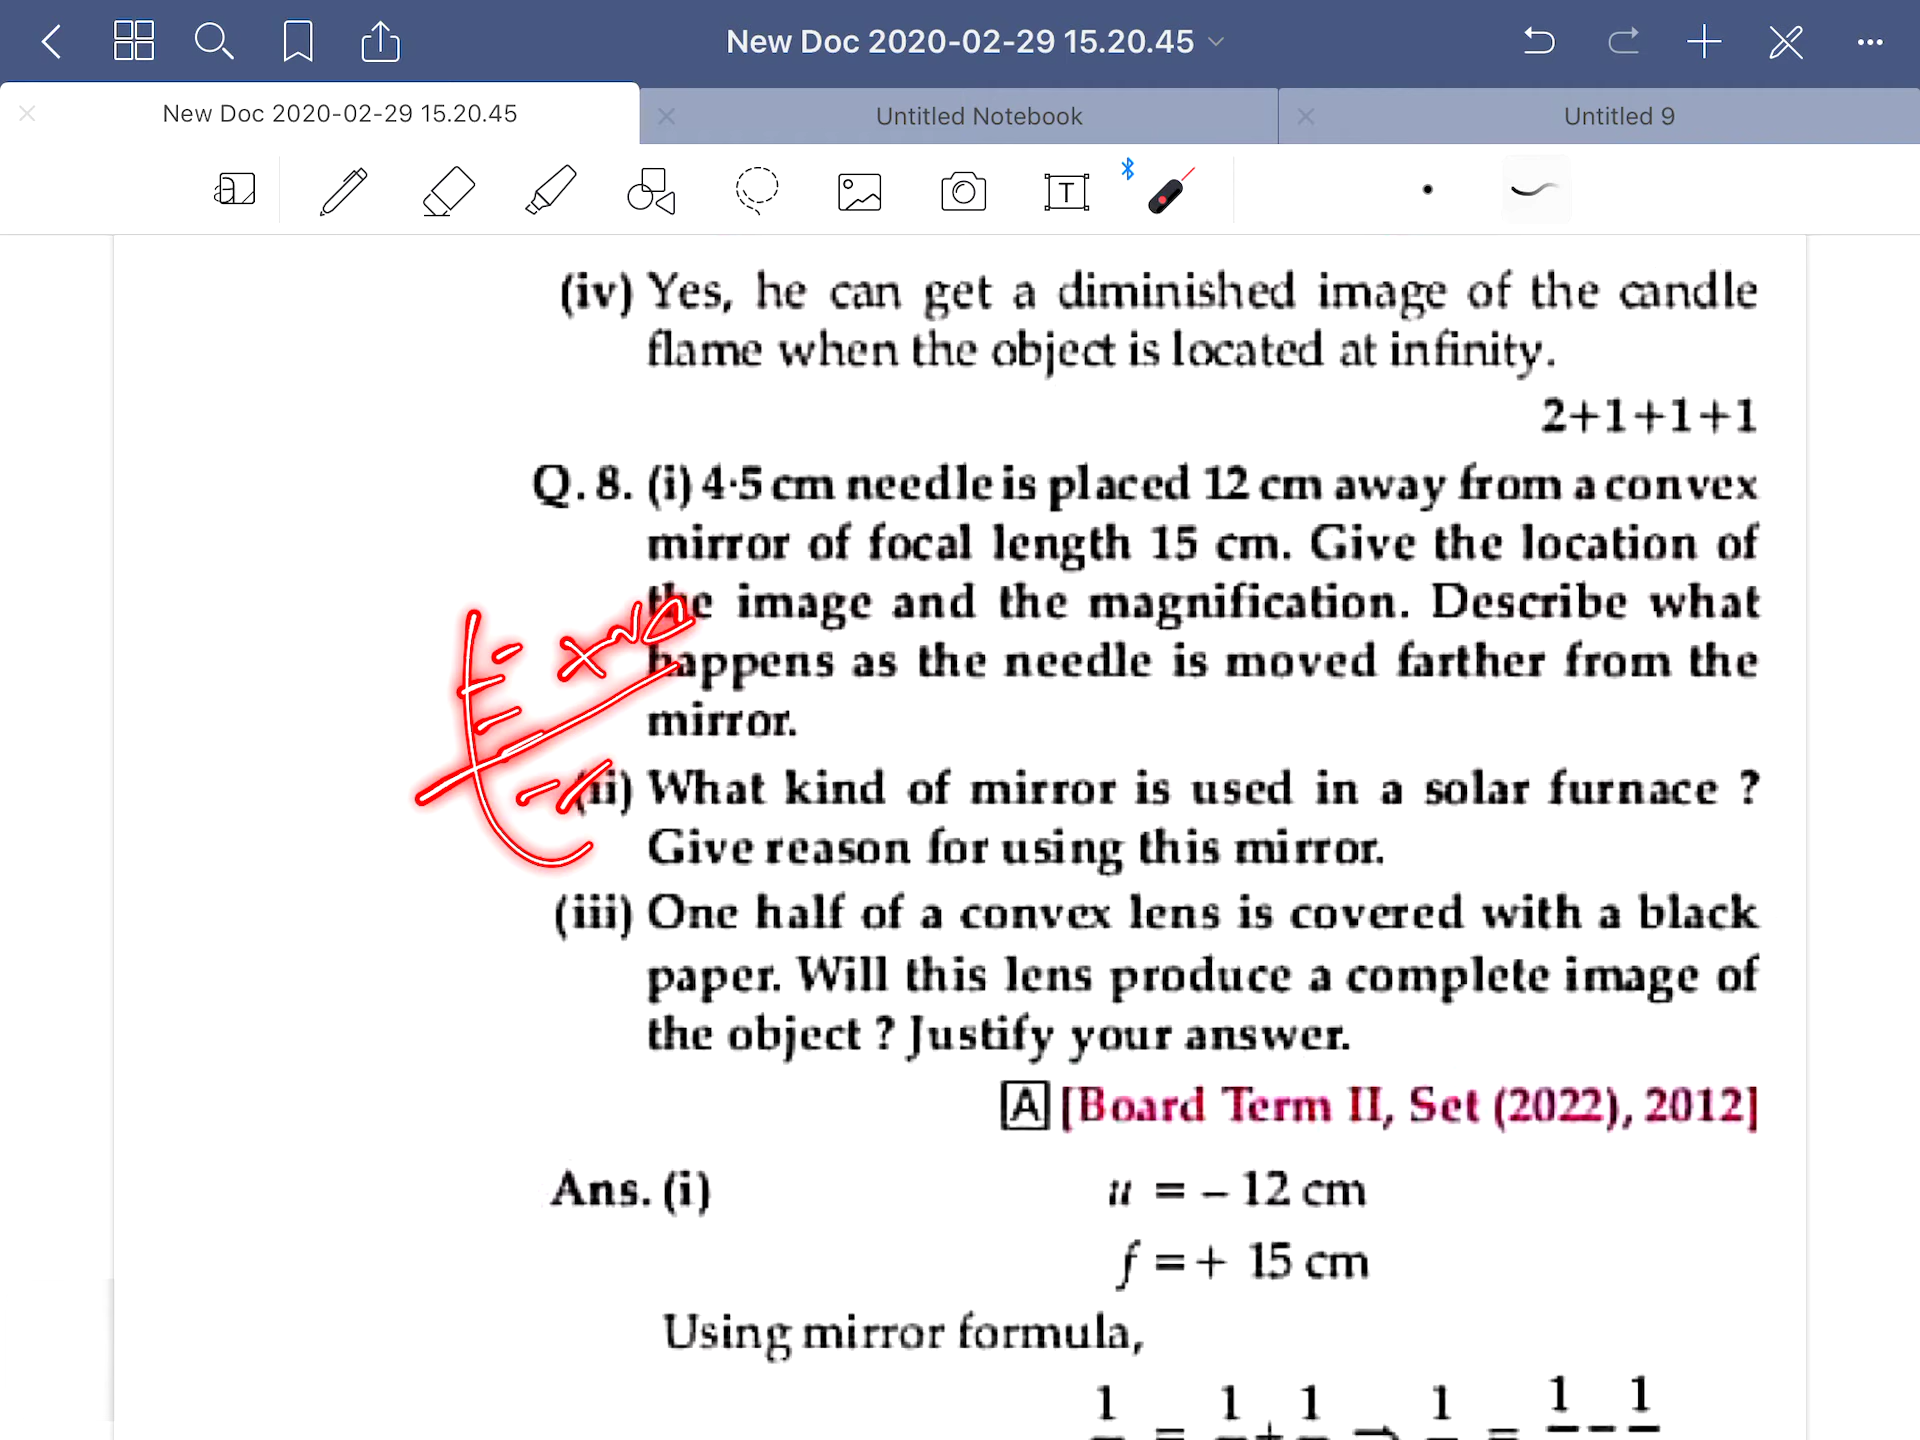 New Doc 2020-02-29 15.20.45
New Doc 2020-02-29 15.20.45
Untitled Notebook
Untitled 9
(iv) Yes, he can get a diminished image of the candle
flame when the object is located at infinity.
2+1+1+1
Q. 8. (i) 4·5 cm needle is placed 12 cm away from a convex
mirror of focal length 15 cm. Give the location of
the image and the magnification. Describe what
happens as the needle is moved farther from the
mirror.
(ii) What kind of mirror is used in a solar furnace ?
Give reason for using this mirror.
(iii) One half of a convex lens is covered with a black
paper. Will this lens produce a complete image of
the object ? Justify your answer.
A [Board Term II, Set (2022), 2012]
Ans. (i) u = – 12 cm
f = + 15 cm
Using mirror formula,
1 = 1 + 1 ⇒ 1 = 1 – 1